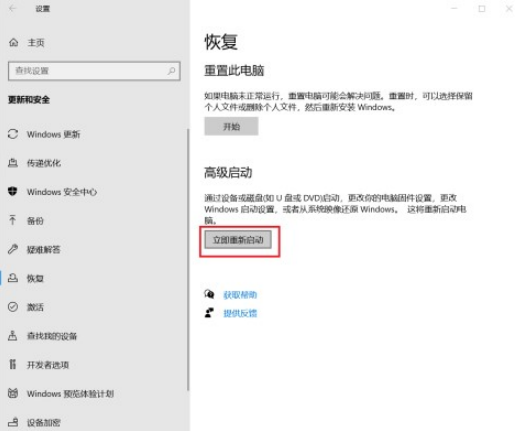 设置
主页
查找设置
更新和安全
Windows 更新
传递优化
Windows 安全中心
备份
疑难解答
恢复
激活
查找我的设备
开发者选项
Windows 预览体验计划
设备加密
恢复
重置此电脑
如果电脑未正常运行，重置电脑可能会解决问题。重置时，可以选择保留
个人文件或删除个人文件，然后重新安装 Windows。
开始
高级启动
通过设备或磁盘(如 U 盘或 DVD)启动，更改你的电脑固件设置，更改
Windows 启动设置，或者从系统映像还原 Windows。 这将重新启动电
脑。
立即重新启动
获取帮助
提供反馈